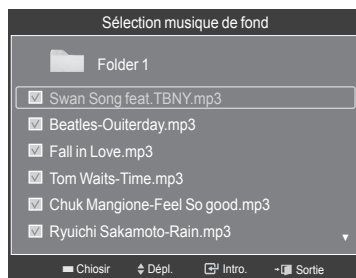 Sélection musique de fond
Folder 1
Swan Song feat.TBNY.mp3
Beatles-Ouiterday.mp3
Fall in Love.mp3
Tom Waits-Time.mp3
Chuk Mangione-Feel So good.mp3
Ryuichi Sakamoto-Rain.mp3
Chiosir Dépl. Intro. Sortie